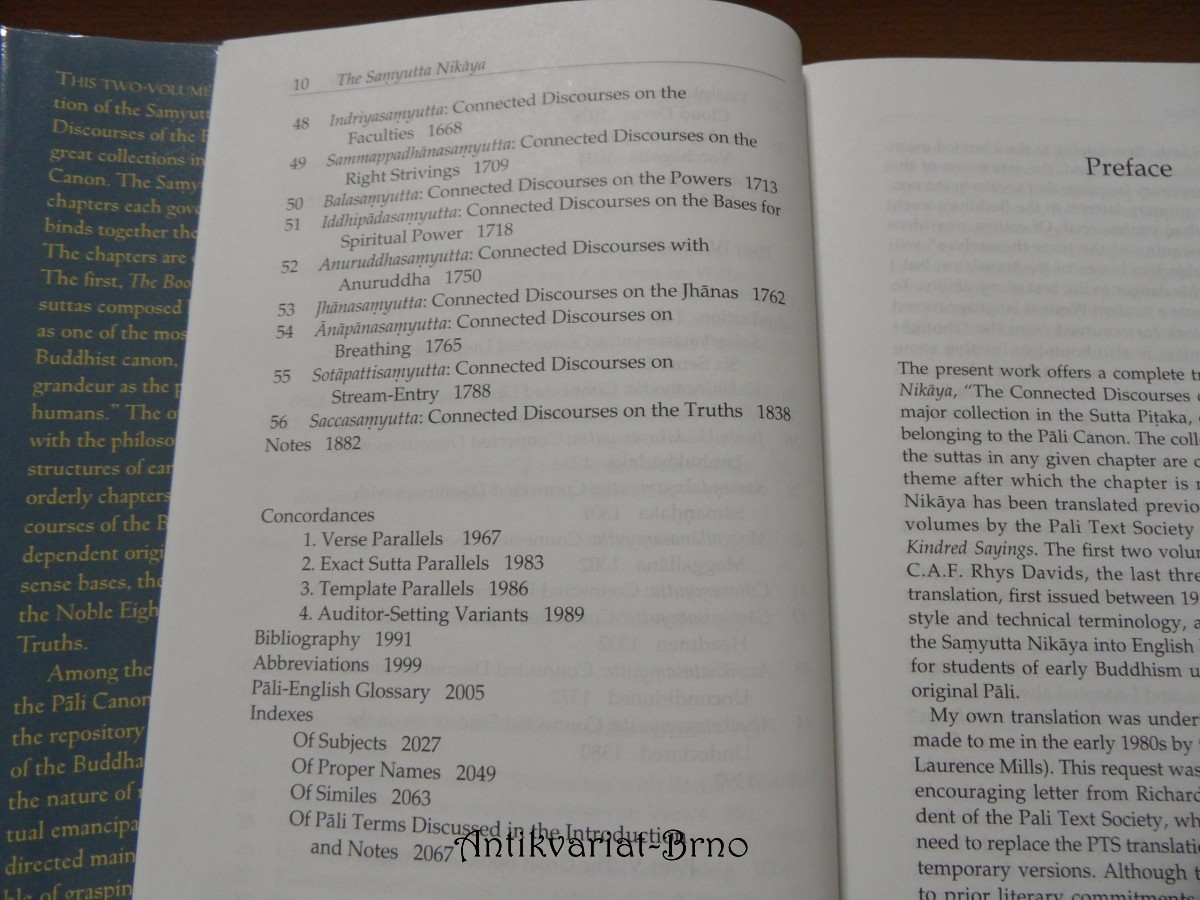 THIS TWO-VOLUME
tion of the Saṃyut
Discourses of the
great collections in
Canon. The Saṃy
chapters each gov
binds together the
The chapters are
The first, The Boo
suttas composed
as one of the mos
Buddhist canon,
grandeur as the p
humans.” The o
with the philoso
structures of ear
orderly chapters
courses of the B
dependent origi
sense bases, the
the Noble Eigh
Truths.
Among the
the Pāli Canon
the repository
of the Buddha
the nature of
tual emancipa
directed main
ble of graspin
10 The Saṃyutta Nikāya
48 Indriyasaṃyutta: Connected Discourses on the
Faculties 1668
49 Sammappadhānasaṃyutta: Connected Discourses on the
Right Strivings 1709
50 Balasaṃyutta: Connected Discourses on the Powers 1713
51 Iddhipādasaṃyutta: Connected Discourses on the Bases for
Spiritual Power 1718
52 Anuruddhasaṃyutta: Connected Discourses with
Anuruddha 1750
53 Jhānasaṃyutta: Connected Discourses on the Jhānas 1762
54 Ānāpānasaṃyutta: Connected Discourses on
Breathing 1765
55 Sotāpattisaṃyutta: Connected Discourses on
Stream-Entry 1788
56 Saccasaṃyutta: Connected Discourses on the Truths 1838
Notes 1882
Concordances
1. Verse Parallels 1967
2. Exact Sutta Parallels 1983
3. Template Parallels 1986
4. Auditor-Setting Variants 1989
Bibliography 1991
Abbreviations 1999
Pāli-English Glossary 2005
Indexes
Of Subjects 2027
Of Proper Names 2049
Of Similes 2063
Of Pāli Terms Discussed in the Introduction
and Notes 2067
Antikvariat-Brno
Preface
The present work offers a complete tr
Nikāya, “The Connected Discourses
major collection in the Sutta Piṭaka,
belonging to the Pāli Canon. The coll
the suttas in any given chapter are c
theme after which the chapter is
Nikāya has been translated previo
volumes by the Pali Text Society
Kindred Sayings. The first two volu
C.A.F. Rhys Davids, the last thre
translation, first issued between 19
style and technical terminology, a
the Saṃyutta Nikāya into English
for students of early Buddhism u
original Pāli.
My own translation was under
made to me in the early 1980s by
Laurence Mills). This request was
encouraging letter from Richard
dent of the Pali Text Society, wh
need to replace the PTS translatio
temporary versions. Although t
to prior literary commitments